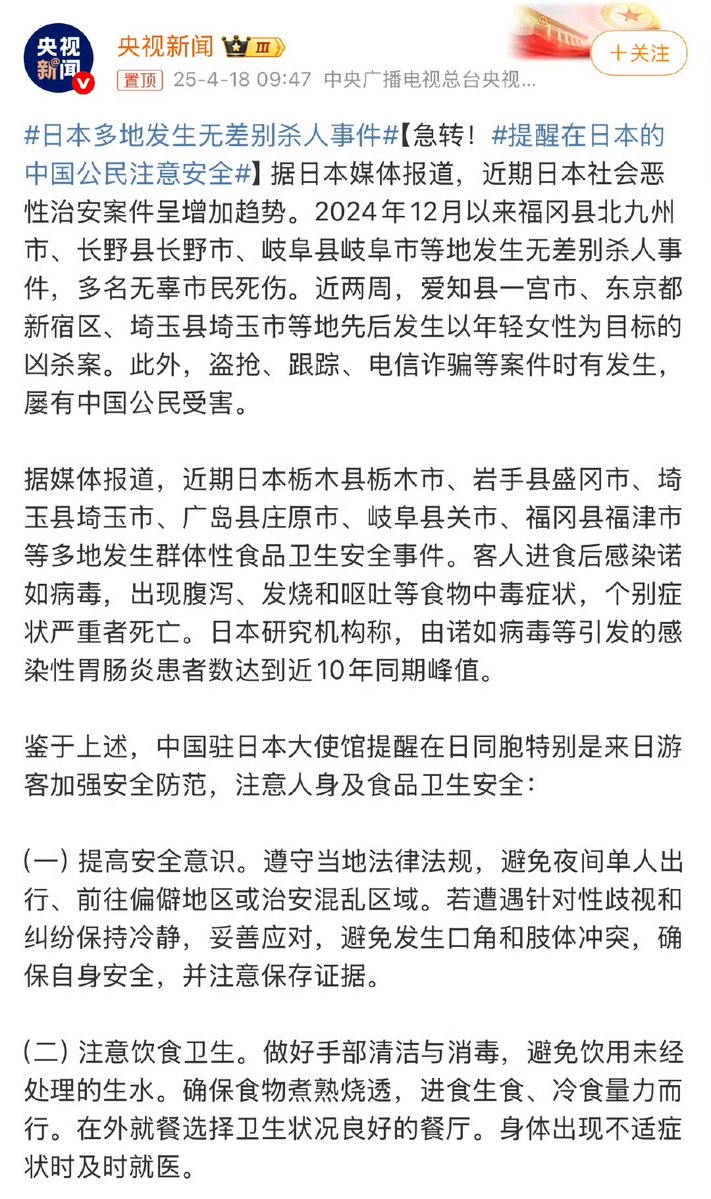 央视新闻
央视
@
新闻
III
+关注
置顶 25-4-18 09:47 中央广播电视总台央视...
#日本多地发生无差别杀人事件#【急转！#提醒在日本的
中国公民注意安全#】据日本媒体报道，近期日本社会恶
性治安案件呈增加趋势。2024年12月以来福冈县北九州
市、长野县长野市、岐阜县岐阜市等地发生无差别杀人事
件，多名无辜市民死伤。近两周，爱知县一宫市、东京都
新宿区、埼玉县埼玉市等地先后发生以年轻女性为目标的
凶杀案。此外，盗抢、跟踪、电信诈骗等案件时有发生，
屡有中国公民受害。
据媒体报道，近期日本栃木县栃木市、岩手县盛冈市、埼
玉县埼玉市、广岛县庄原市、岐阜县关市、福冈县福津市
等多地发生群体性食品卫生安全事件。客人进食后感染诺
如病毒，出现腹泻、发烧和呕吐等食物中毒症状，个别症
状严重者死亡。日本研究机构称，由诺如病毒等引发的感
染性胃肠炎患者数达到近10年同期峰值。
鉴于上述，中国驻日本大使馆提醒在日同胞特别是来日游
客加强安全防范，注意人身及食品卫生安全：
(一) 提高安全意识。遵守当地法律法规，避免夜间单人出
行、前往偏僻地区或治安混乱区域。若遭遇针对性歧视和
纠纷保持冷静，妥善应对，避免发生口角和肢体冲突，确
保自身安全，并注意保存证据。
(二) 注意饮食卫生。做好手部清洁与消毒，避免饮用未经
处理的生水。确保食物煮熟烧透，进食生食、冷食量力而
行。在外就餐选择卫生状况良好的餐厅。身体出现不适症
状时及时就医。